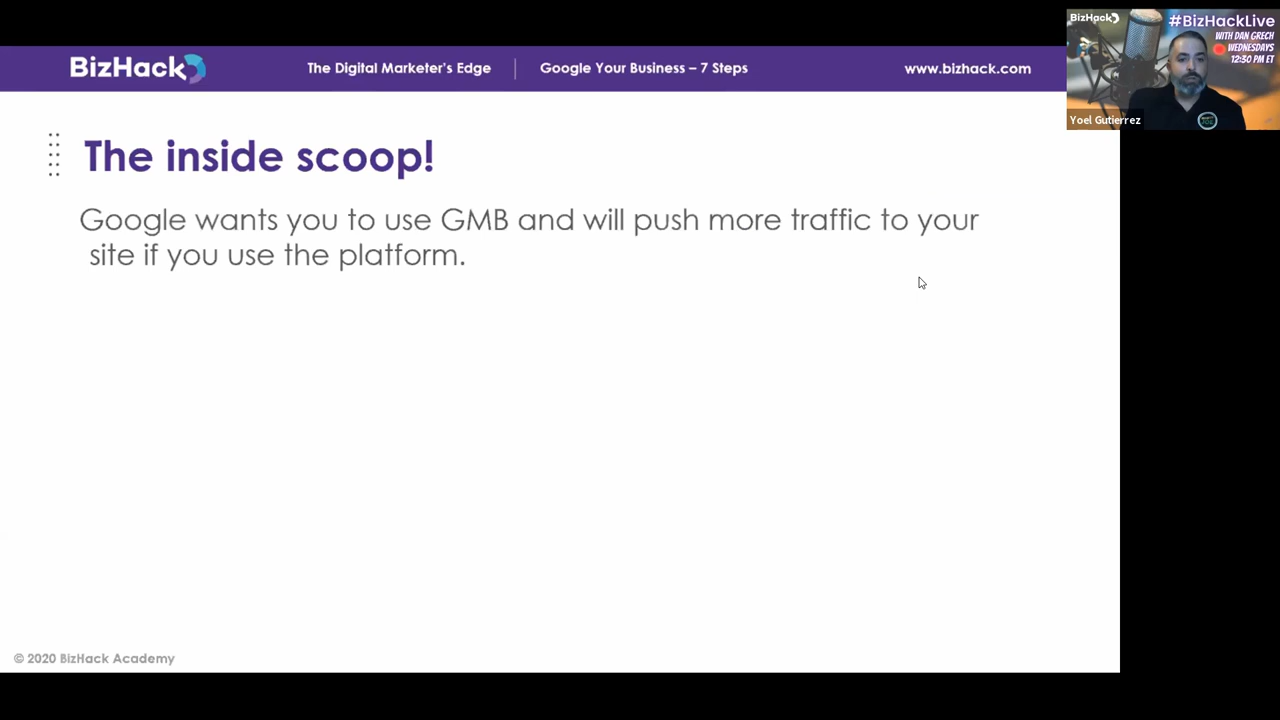 BizHack
The Digital Marketer's Edge | Google Your Business – 7 Steps
www.bizhack.com
BizHack
#BizHackLive
WITH DAN GRECH
WEDNESDAYS
12:30 PM ET
Yoel Gutierrez
The inside scoop!
Google wants you to use GMB and will push more traffic to your
site if you use the platform.
© 2020 BizHack Academy